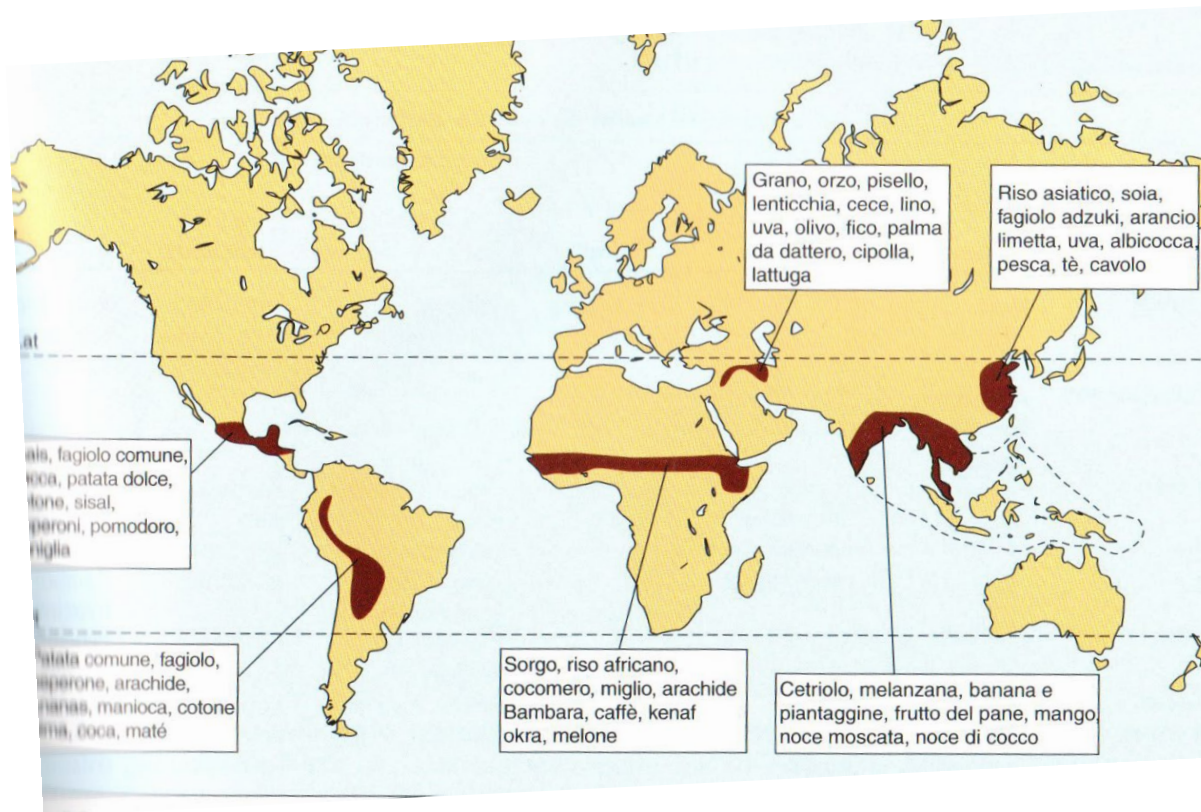 Grano, orzo, pisello,
lenticchia, cece, lino,
uva, olivo, fico, palma
da dattero, cipolla,
lattuga
Riso asiatico, soia,
fagiolo adzuki, arancio,
limetta, uva, albicocca,
pesca, tè, cavolo
fagiolo comune,
patata dolce,
sisal,
pomodoro,
Patata comune, fagiolo,
arachide,
manioca, cotone
coca, maté
Sorgo, riso africano,
cocomero, miglio, arachide
Bambara, caffè, kenaf
okra, melone
Cetriolo, melanzana, banana e
piantaggine, frutto del pane, mango,
noce moscata, noce di cocco